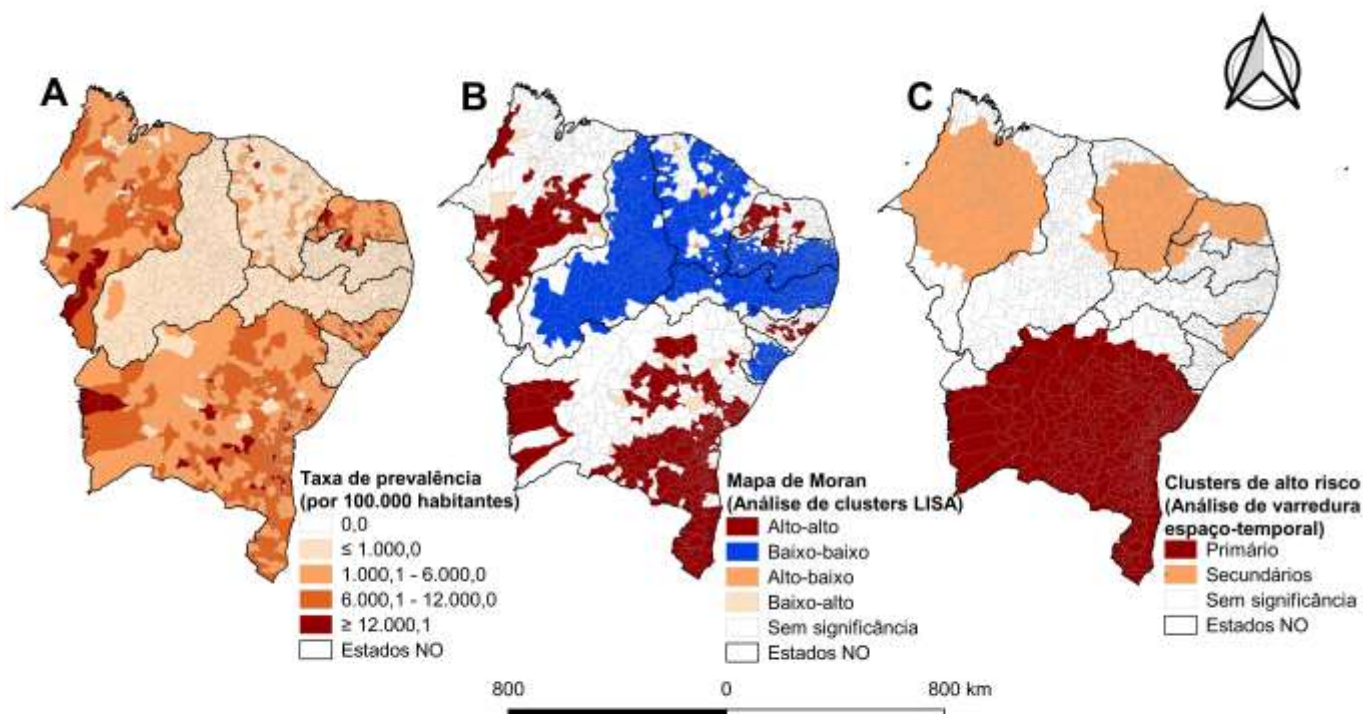 A
B
C
Taxa de prevalência
(por 100.000 habitantes)
0,0
≤ 1.000,0
1.000,1 - 6.000,0
6.000,1 - 12.000,0
≥ 12.000,1
Estados NO
Mapa de Moran
(Análise de clusters LISA)
Alto-alto
Baixo-baixo
Alto-baixo
Baixo-alto
Sem significância
Estados NO
Clusters de alto risco
(Análise de varredura
espaço-temporal)
Primário
Secundários
Sem significância
Estados NO
800 0 800 km